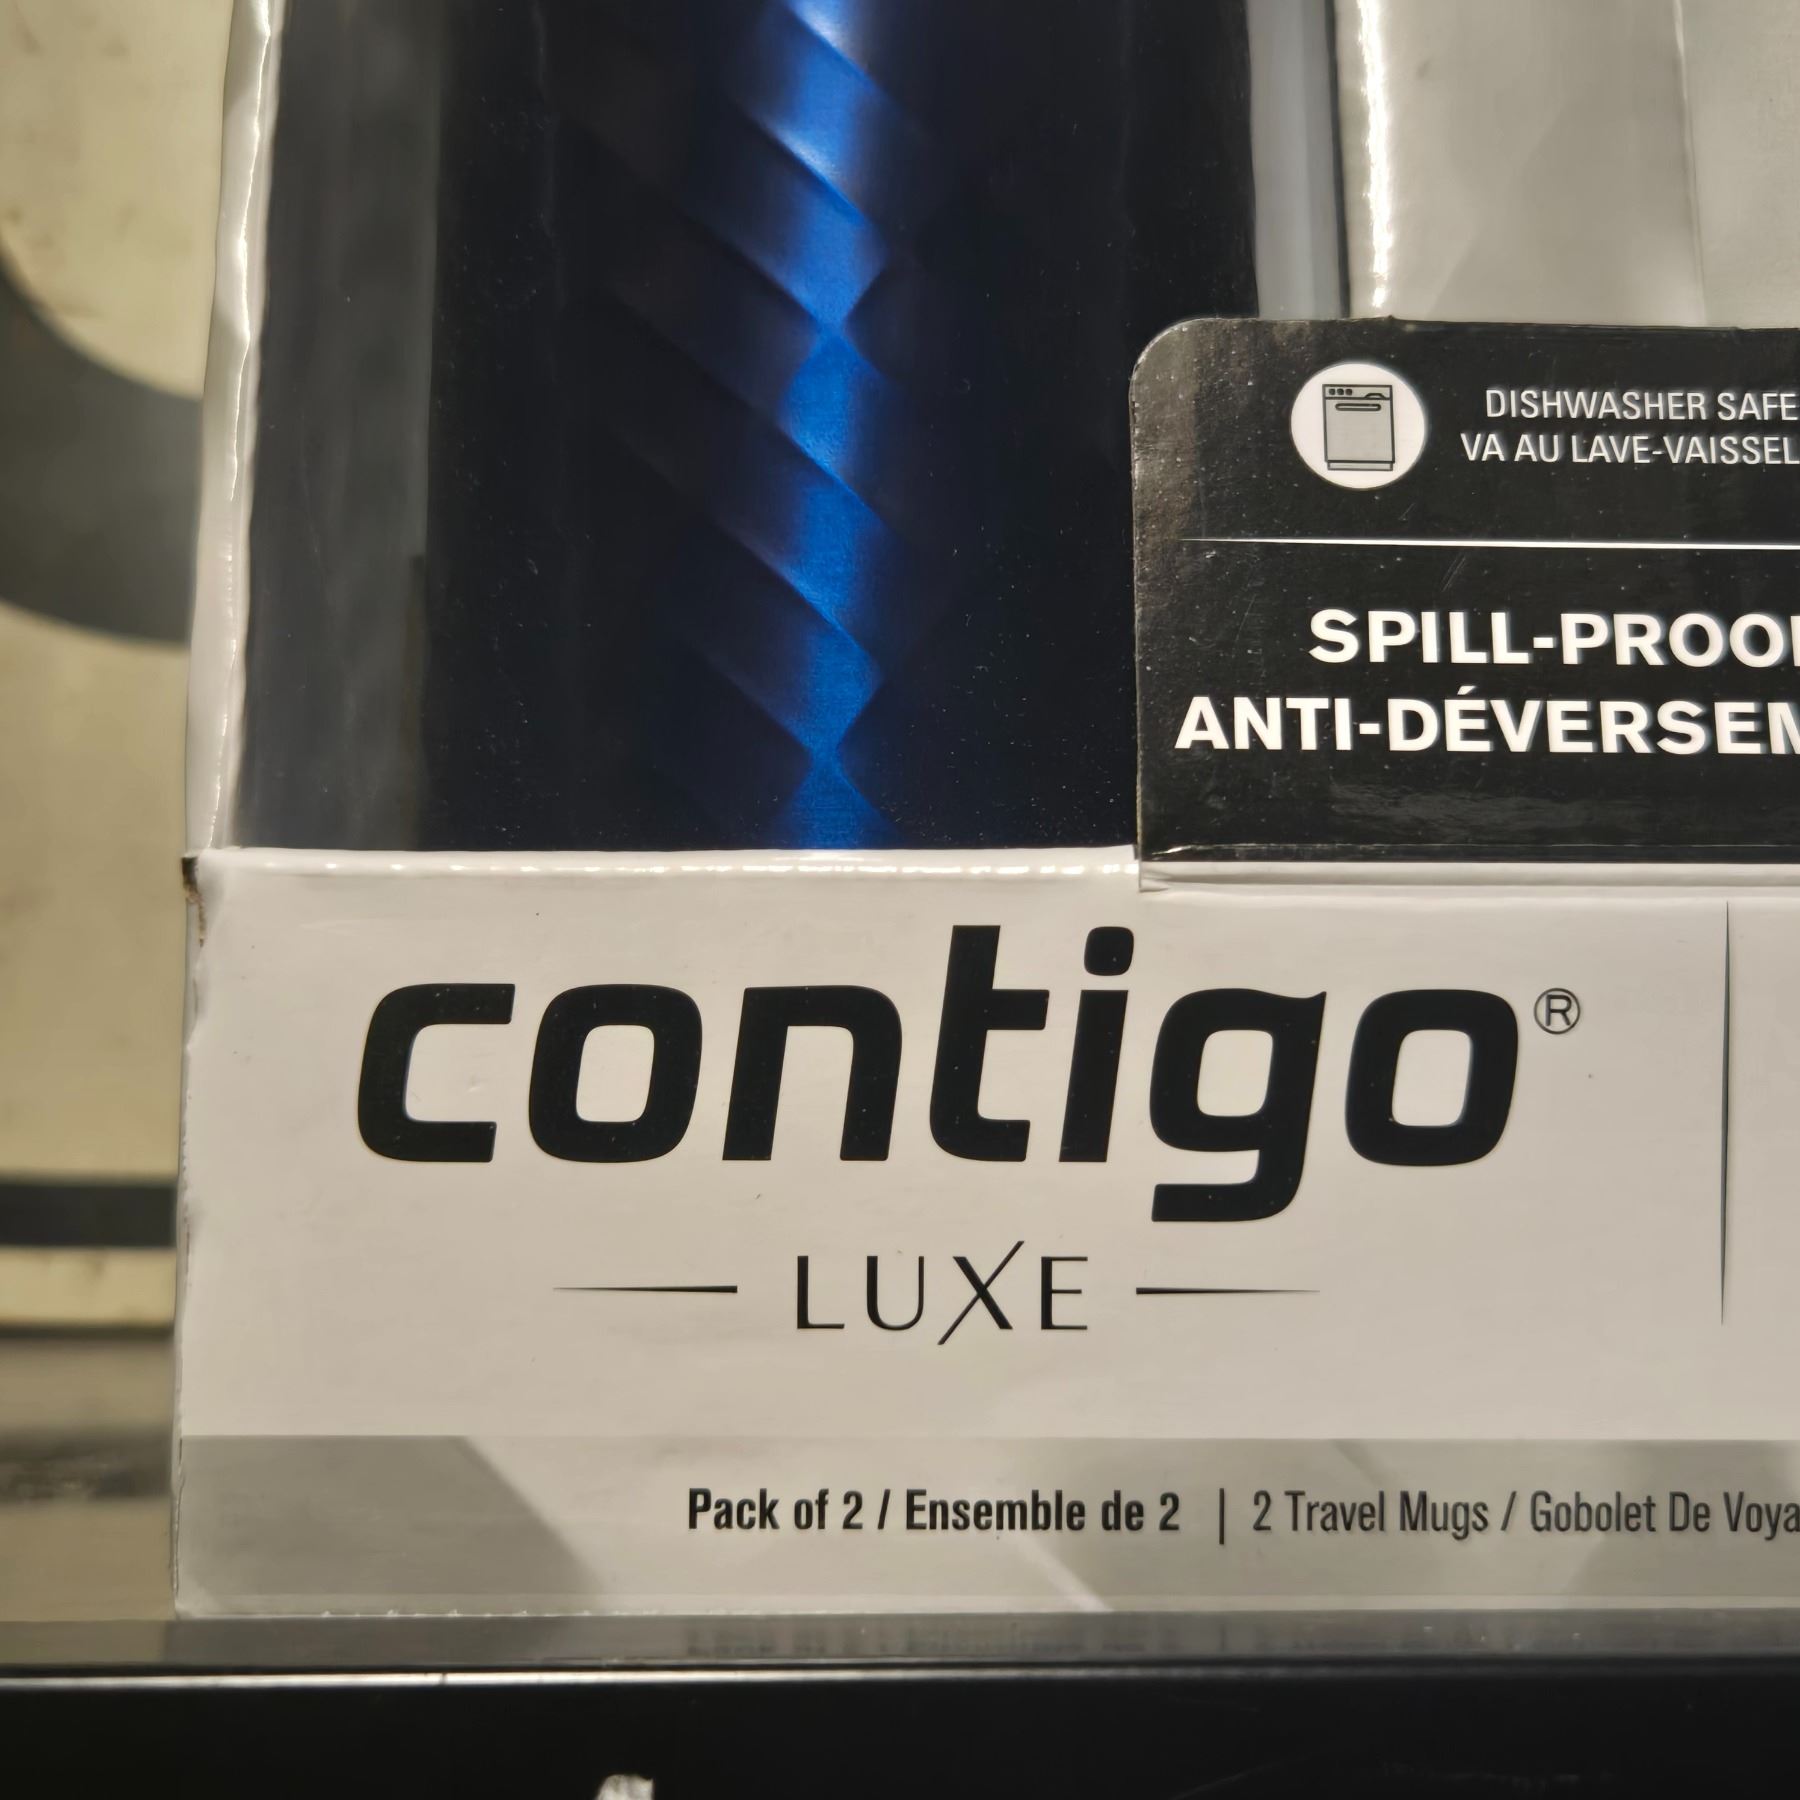 DISHWASHER SAFE
VA AU LAVE-VAISSEL
SPILL-PROO
ANTI-DÉVERSEM
contigo®
LUXE
Pack of 2 / Ensemble de 2 | 2 Travel Mugs / Gobolet De Voya